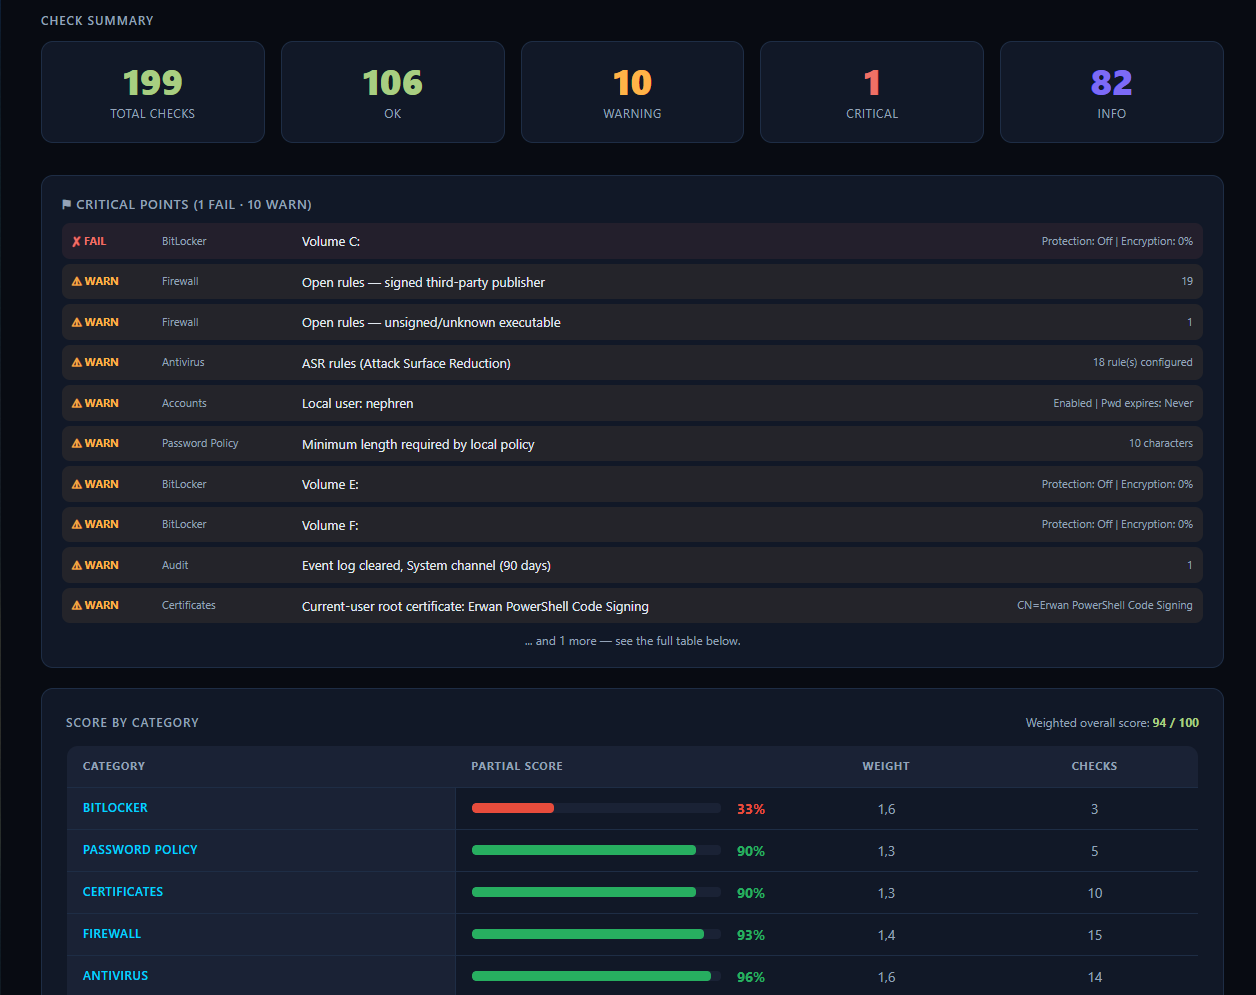 CHECK SUMMARY
199
TOTAL CHECKS
106
OK
10
WARNING
1
CRITICAL
82
INFO
⚑ CRITICAL POINTS (1 FAIL · 10 WARN)
✗ FAIL BitLocker Volume C: Protection: Off | Encryption: 0%
⚠ WARN Firewall Open rules — signed third-party publisher 19
⚠ WARN Firewall Open rules — unsigned/unknown executable 1
⚠ WARN Antivirus ASR rules (Attack Surface Reduction) 18 rule(s) configured
⚠ WARN Accounts Local user: nephren Enabled | Pwd expires: Never
⚠ WARN Password Policy Minimum length required by local policy 10 characters
⚠ WARN BitLocker Volume E: Protection: Off | Encryption: 0%
⚠ WARN BitLocker Volume F: Protection: Off | Encryption: 0%
⚠ WARN Audit Event log cleared, System channel (90 days) 1
⚠ WARN Certificates Current-user root certificate: Erwan PowerShell Code Signing CN=Erwan PowerShell Code Signing
... and 1 more — see the full table below.
SCORE BY CATEGORY Weighted overall score: 94 / 100
CATEGORY PARTIAL SCORE WEIGHT CHECKS
BITLOCKER 33% 1,6 3
PASSWORD POLICY 90% 1,3 5
CERTIFICATES 90% 1,3 10
FIREWALL 93% 1,4 15
ANTIVIRUS 96% 1,6 14